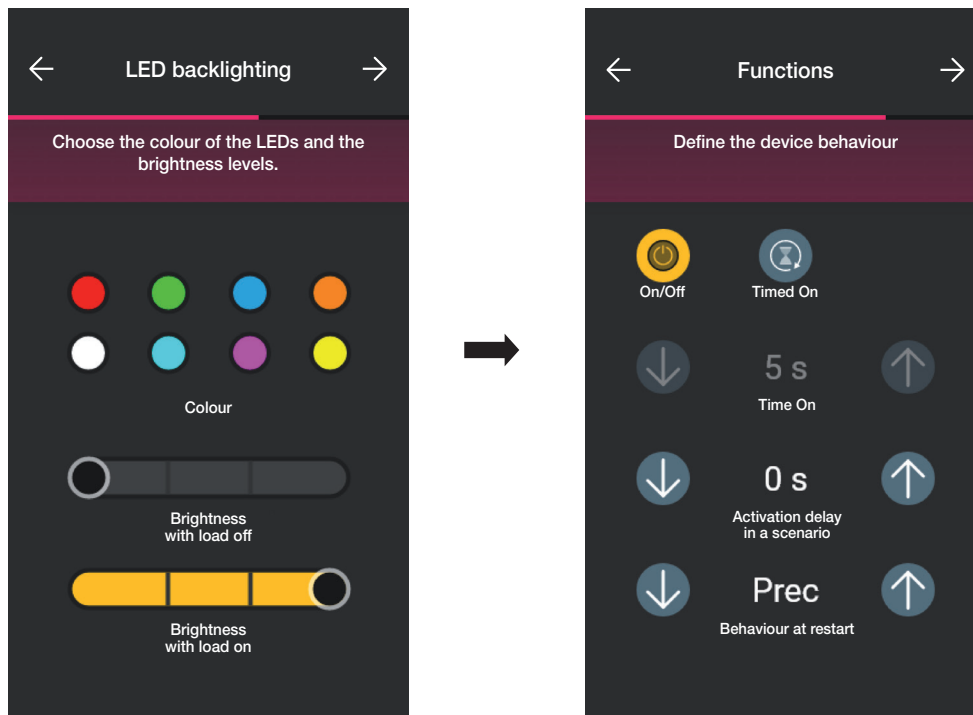 LED backlighting
Choose the colour of the LEDs and the
brightness levels.
Colour
Brightness
with load off
Brightness
with load on
Functions
Define the device behaviour
On/Off
Timed On
5 s
Time On
0 s
Activation delay
in a scenario
Prec
Behaviour at restart